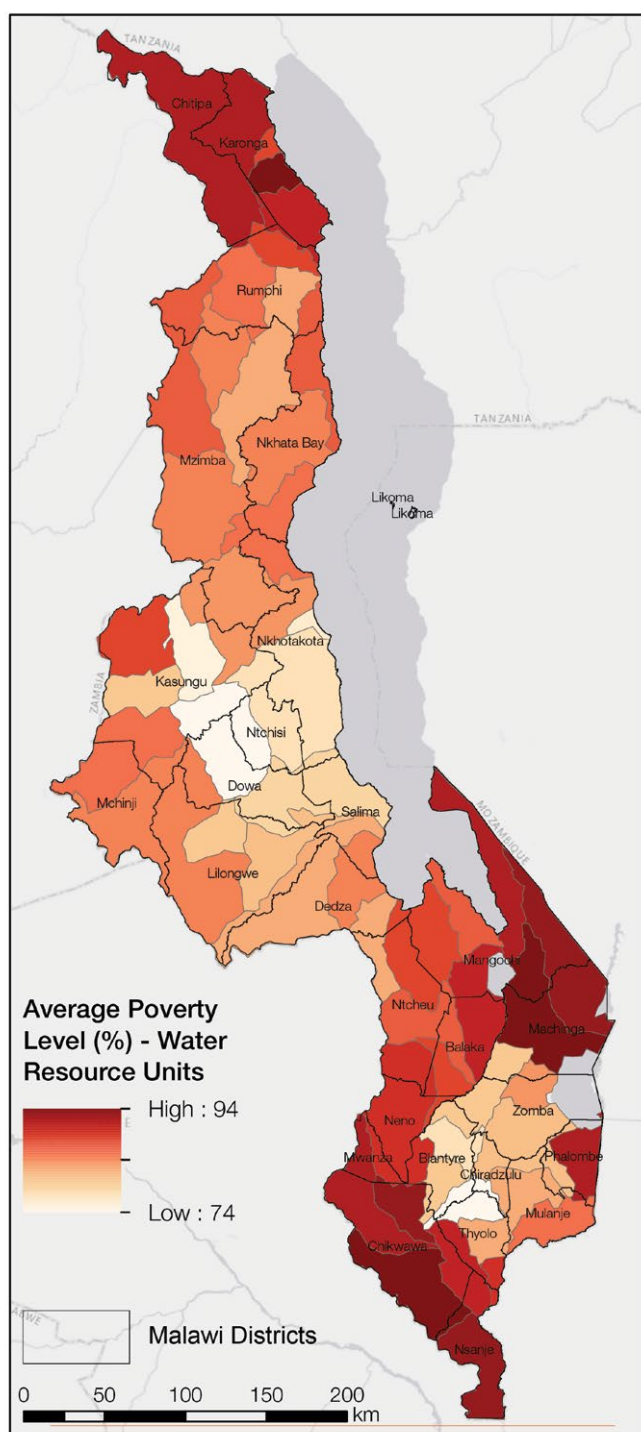 TANZANIA
Chitipa
Karonga
Rumphi
TANZANIA
Nkhata Bay
Mzimba
Likoma
Likoma
Nkhotakota
ZAMBIA
Kasungu
Ntchisi
Dowa
Mchinji
Salima
MOZAMBIQUE
Lilongwe
Dedza
Mangochi
Ntcheu
Machinga
Balaka
Average Poverty
Level (%) - Water
Resource Units
High : 94
Low : 74
Zomba
Neno
Mwanza
Blantyre
Phalombe
Chiradzulu
Mulanje
Thyolo
Chikwawa
Nsanje
Malawi Districts
0 50 100 150 200
km